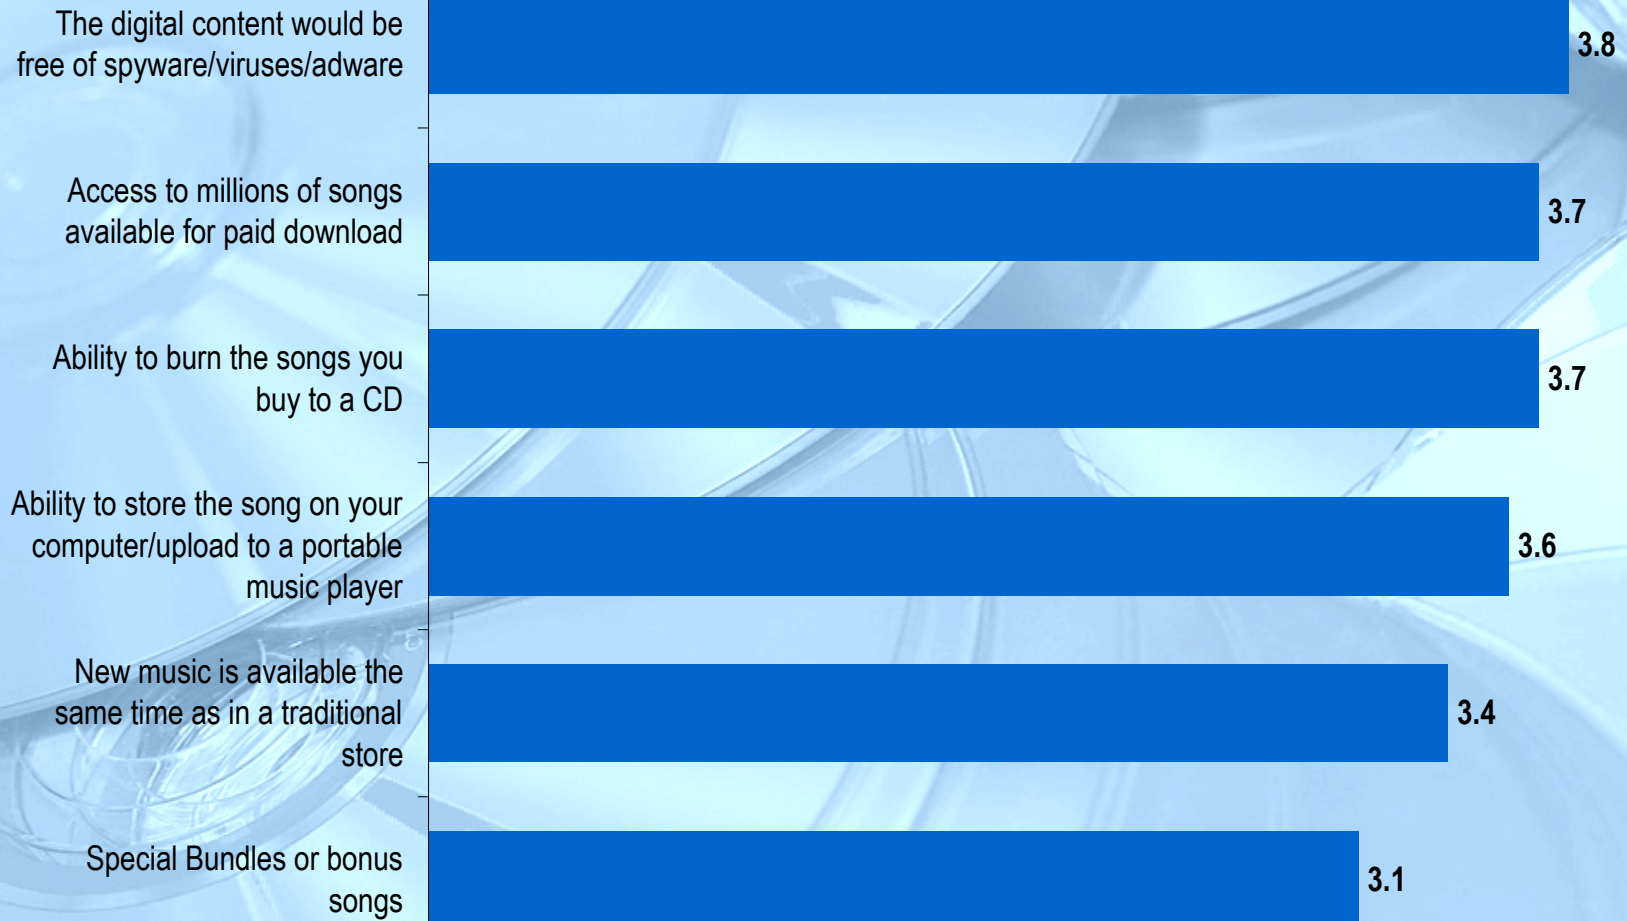 The digital content would be
free of spyware/viruses/adware
3.8
Access to millions of songs
available for paid download
3.7
Ability to burn the songs you
buy to a CD
3.7
Ability to store the song on your
computer/upload to a portable
music player
3.6
New music is available the
same time as in a traditional
store
3.4
Special Bundles or bonus
songs
3.1